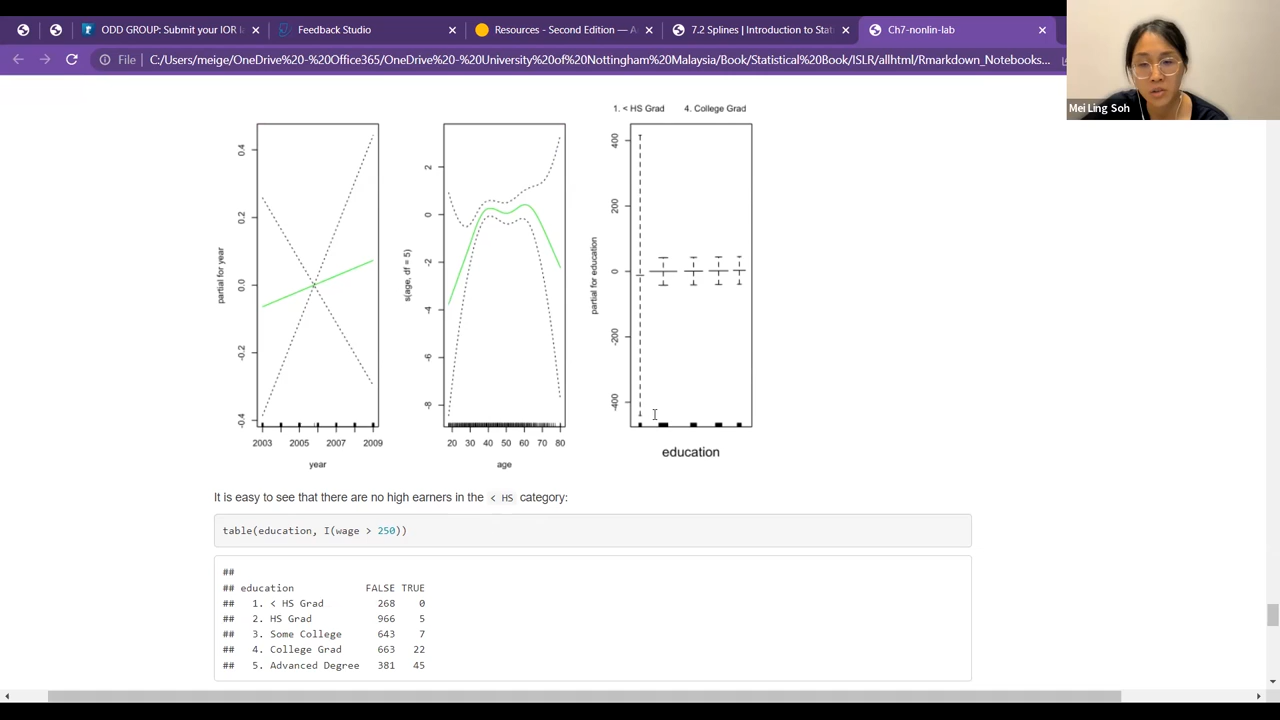 ODD GROUP: Submit your IOR l
Feedback Studio
Resources - Second Edition — A
7.2 Splines | Introduction to Stati
Ch7-nonlin-lab
File
C:/Users/meige/OneDrive%20-%20Office365/OneDrive%20-%20University%20of%20Nottingham%20Malaysia/Book/Statistical%20Book/ISLR/allhtml/Rmarkdown_Notebooks...
Mei Ling Soh
1. < HS Grad 4. College Grad
partial for year
0.4
0.2
0.0
-0.2
-0.4
2003 2005 2007 2009
year
s(age, df = 5)
2
0
-2
-4
-6
-8
20 30 40 50 60 70 80
age
partial for education
400
200
0
-200
-400
education
It is easy to see that there are no high earners in the < HS category:
table(education, I(wage > 250))
##
## education FALSE TRUE
## 1. < HS Grad 268 0
## 2. HS Grad 966 5
## 3. Some College 643 7
## 4. College Grad 663 22
## 5. Advanced Degree 381 45